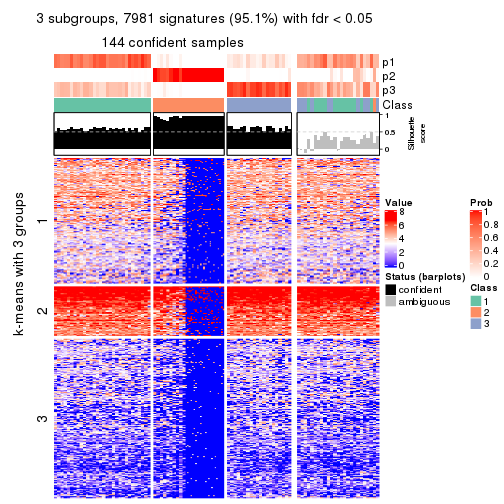 3 subgroups, 7981 signatures (95.1%) with fdr < 0.05
144 confident samples
p1
p2
p3
Class
1
0.5
0
Silhouette
score
k-means with 3 groups
1
2
3
Value
8
6
4
2
0
Status (barplots)
confident
ambiguous
Prob
1
0.8
0.6
0.4
0.2
0
Class
1
2
3